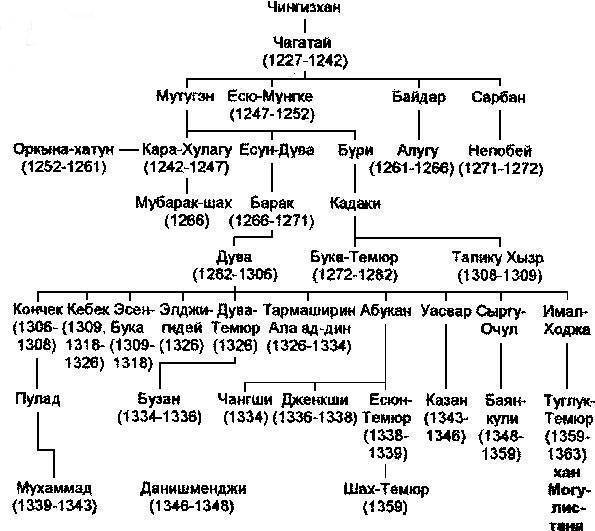 Чингизхан
Чагатай
(1227-1242)
Мутугэн Есю-Мунгке Байдар Сарбан
(1247-1252)
Оркына-хатун Кара-Хулагу Есун-Дува Бури Алугу Непобей
(1252-1261) (1242-1247) (1261-1266) (1271-1272)
Мубарак-шах Барак Кадаки
(1266) (1266-1271)
Дува Бука-Темюр Талику Хызр
(1282-1306) (1272-1282) (1308-1309)
Кончек Кебек Эсен- Элджи- Дува- Тармаширин Абукан Уасвар Сыргу- Имал-
(1306- (1309, Бука гидей Темюр Ала ад-дин Очул Ходжа
1308) 1318- (1309- (1326) (1326) (1326-1334)
1326) 1318)
Пулад Бузан Чангши Дженкши Есюн- Казан Баян- Туглук-
(1334-1336) (1334) (1336-1338) Темюр (1343- кули Темюр
(1338- 1346) (1348- (1359-
1339) 1359) 1363)
хан
Мухаммад Данишменджи Шах-Темюр Могу-
(1339-1343) (1346-1348) (1359) лис-
тана